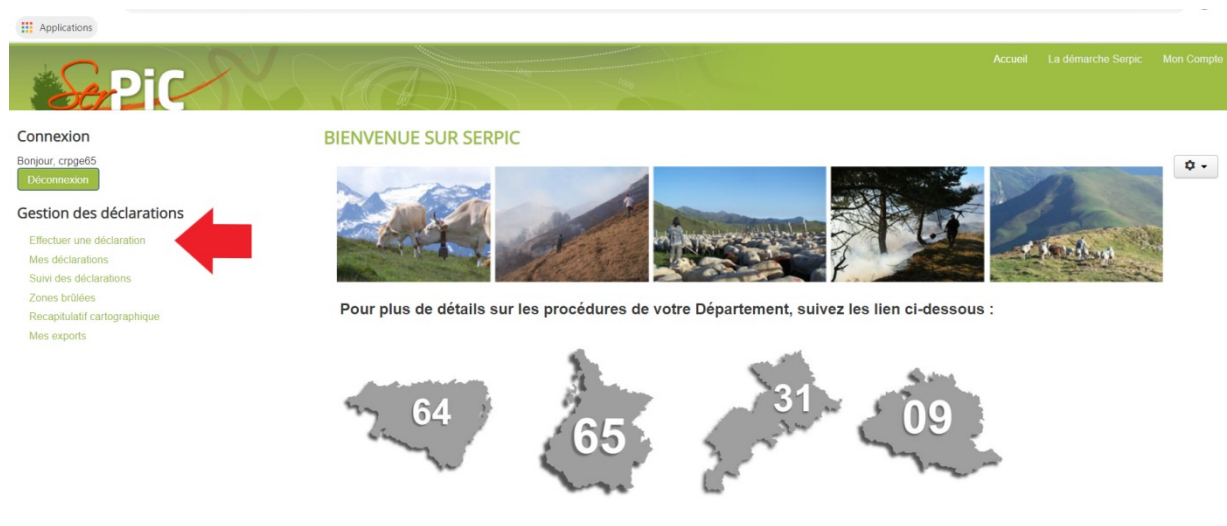 Applications
SerPiC
Accueil La démarche Serpic Mon Compte
Connexion
Bonjour, crpge65
Déconnexion
Gestion des déclarations
Effectuer une déclaration
Mes déclarations
Suivi des déclarations
Zones brûlées
Recapitulatif cartographique
Mes exports
BIENVENUE SUR SERPIC
Pour plus de détails sur les procédures de votre Département, suivez les lien ci-dessous :
64
65
31
09